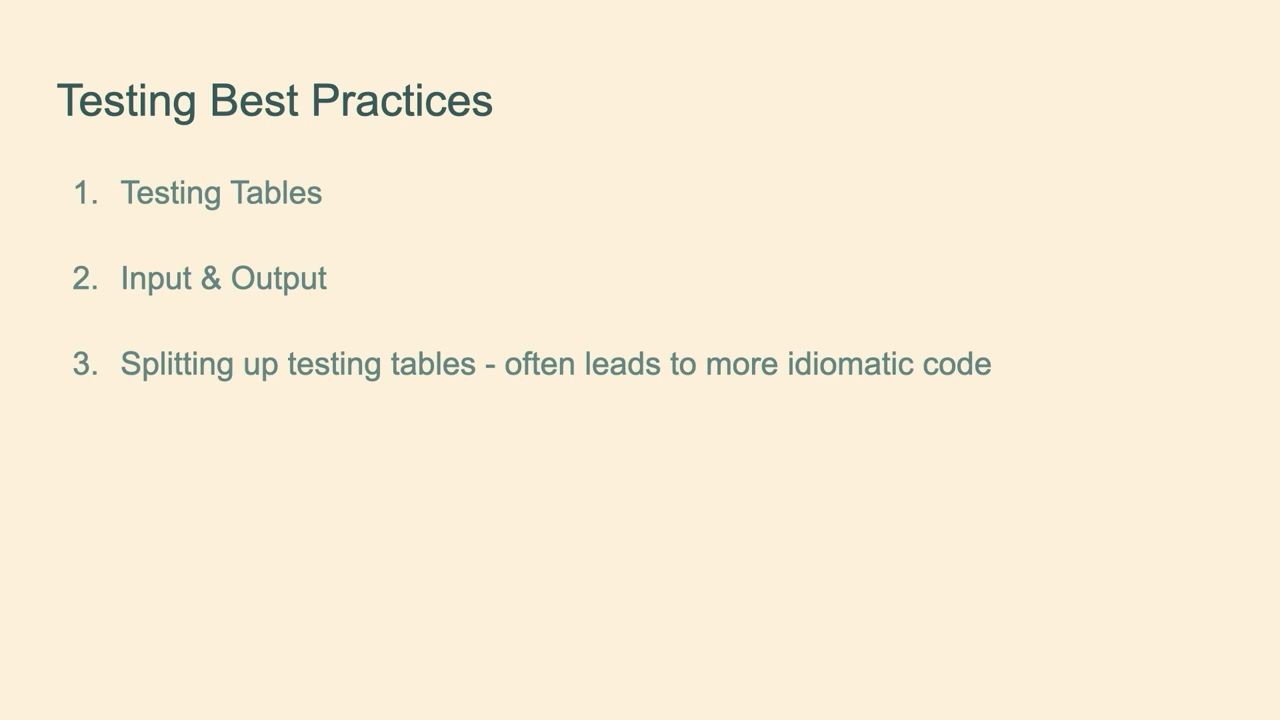 Testing Best Practices
1. Testing Tables
2. Input & Output
3. Splitting up testing tables - often leads to more idiomatic code